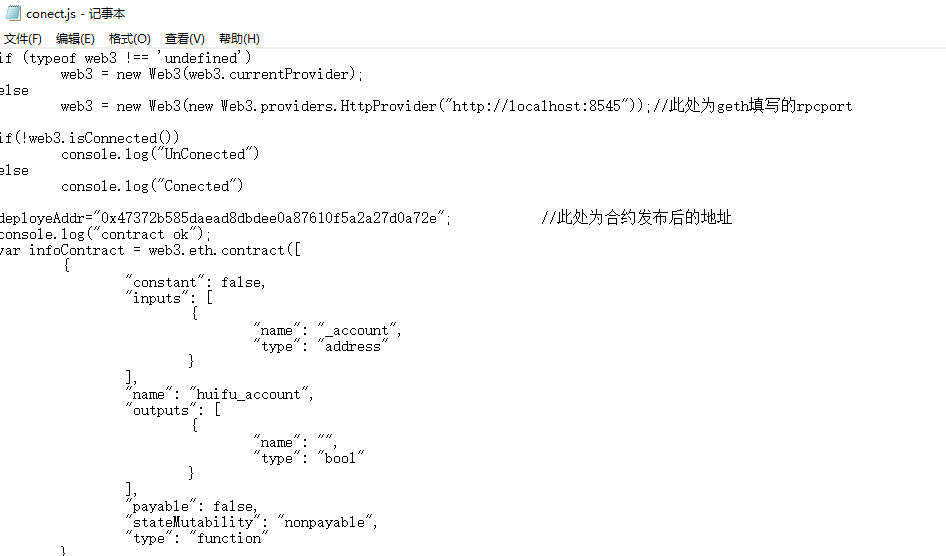 conect.js - 记事本
文件(F) 编辑(E) 格式(O) 查看(V) 帮助(H)
if (typeof web3 !== 'undefined')
        web3 = new Web3(web3.currentProvider);
else
        web3 = new Web3(new Web3.providers.HttpProvider("http://localhost:8545"));//此处为geth填写的rpcport
if(!web3.isConnected())
        console.log("UnConected")
else
        console.log("Conected")
deployeAddr="0x47372b585daead8dbdee0a87610f5a2a27d0a72e";           //此处为合约发布后的地址
console.log("contract ok");
var infoContract = web3.eth.contract([
        {
                "constant": false,
                "inputs": [
                        {
                                "name": "_account",
                                "type": "address"
                        }
                ],
                "name": "huifu_account",
                "outputs": [
                        {
                                "name": "",
                                "type": "bool"
                        }
                ],
                "payable": false,
                "stateMutability": "nonpayable",
                "type": "function"
        }